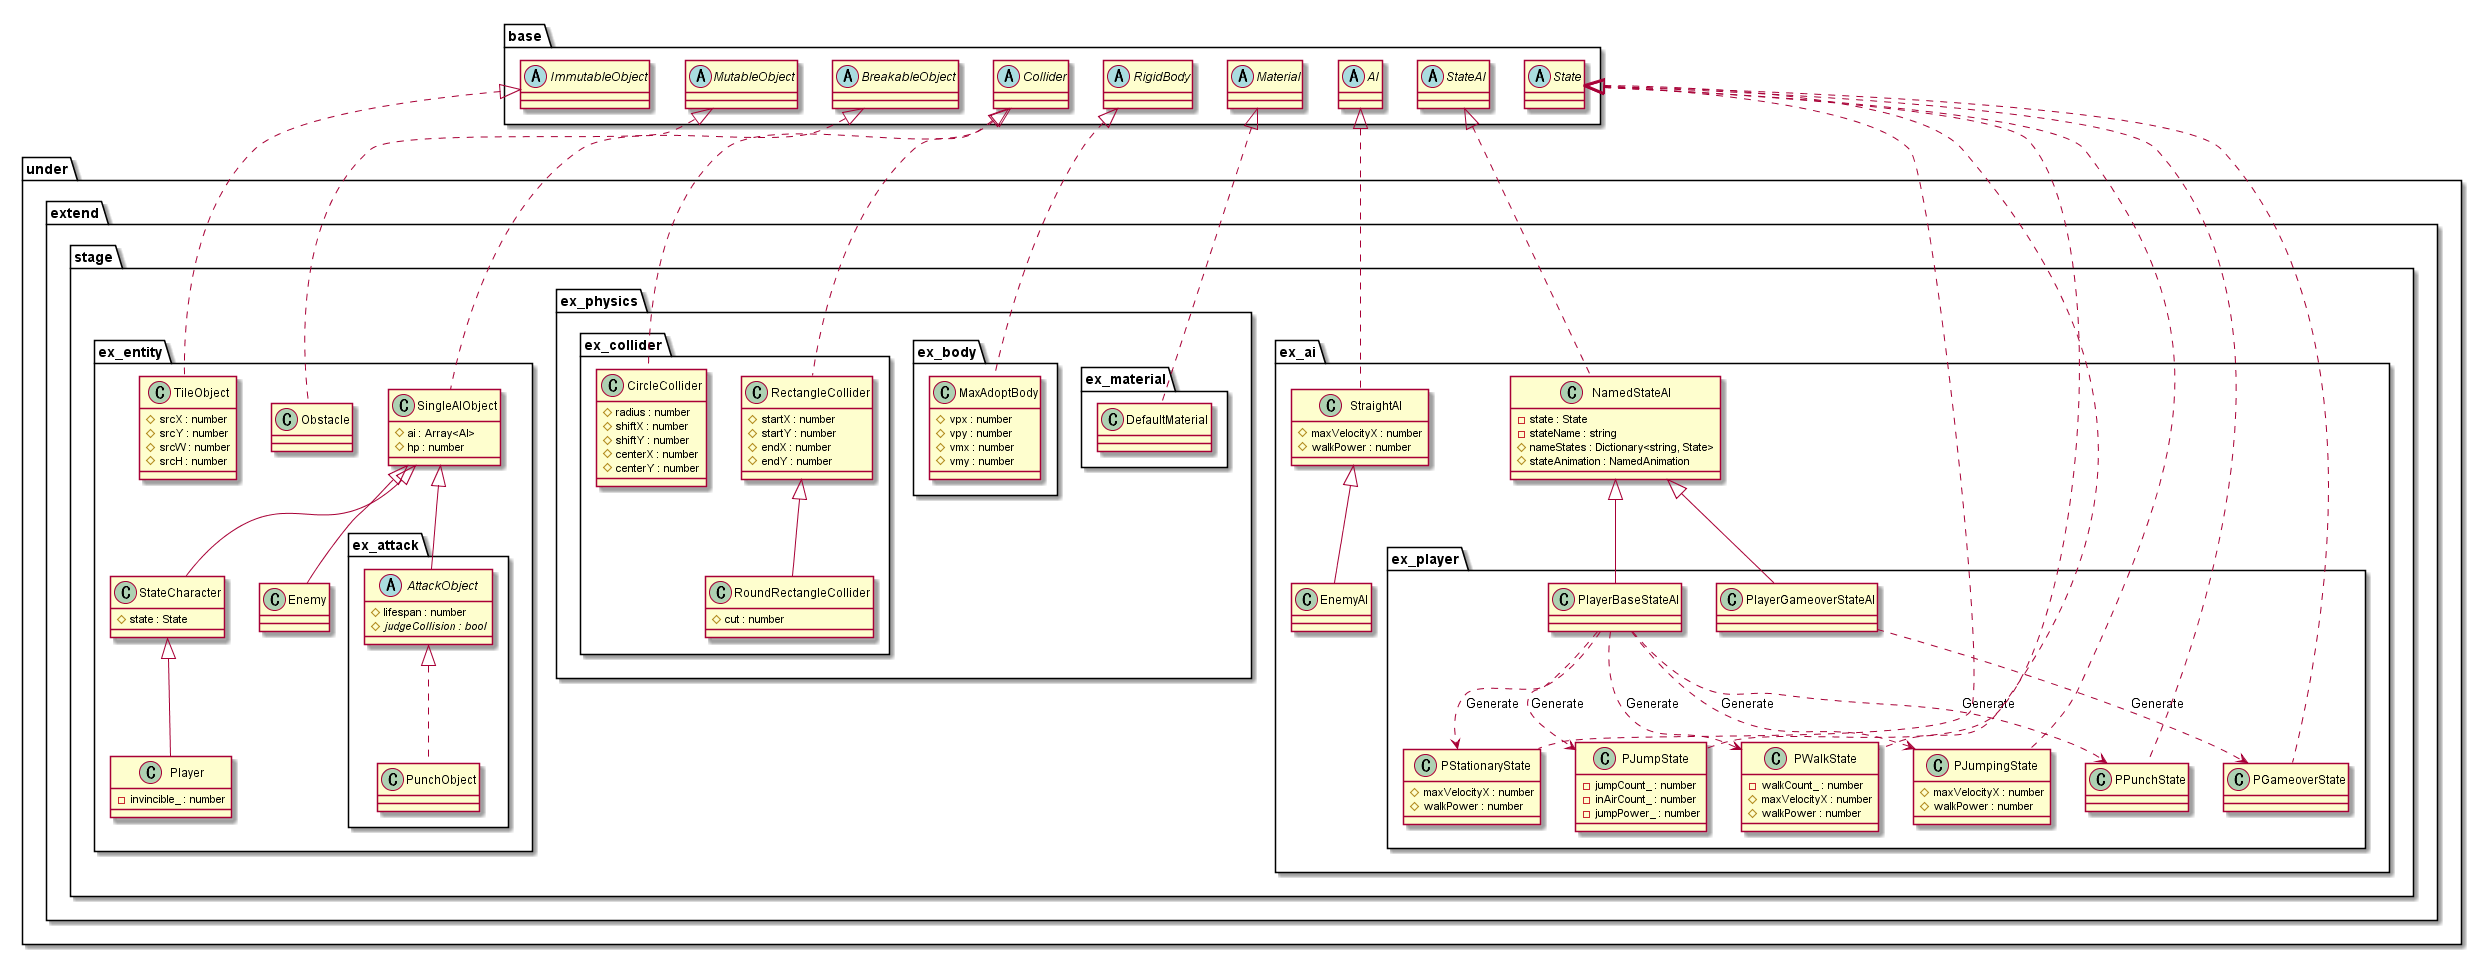 base
A ImmutableObject
A MutableObject
A BreakableObject
A Collider
A RigidBody
A Material
A AI
A StateAI
A State
under
extend
stage
ex_entity
C TileObject
srcX : number
srcY : number
srcW : number
srcH : number
C Obstacle
C SingleAIObject
ai : Array<AI>
hp : number
C StateCharacter
state : State
C Enemy
C Player
invincible_ : number
ex_attack
A AttackObject
lifespan : number
judgeCollision : bool
C PunchObject
ex_physics
ex_collider
C CircleCollider
radius : number
shiftX : number
shiftY : number
centerX : number
centerY : number
C RectangleCollider
startX : number
startY : number
endX : number
endY : number
C RoundRectangleCollider
cut : number
ex_body
C MaxAdoptBody
vpx : number
vpy : number
vmx : number
vmy : number
ex_material
C DefaultMaterial
ex_ai
C StraightAI
maxVelocityX : number
walkPower : number
C NamedStateAI
state : State
stateName : string
nameStates : Dictionary<string, State>
stateAnimation : NamedAnimation
C EnemyAI
ex_player
C PlayerBaseStateAI
C PlayerGameoverStateAI
Generate
Generate
Generate
Generate
Generate
Generate
C PStationaryState
maxVelocityX : number
walkPower : number
C PJumpState
jumpCount_ : number
inAirCount_ : number
jumpPower_ : number
C PWalkState
walkCount_ : number
maxVelocityX : number
walkPower : number
C PJumpingState
maxVelocityX : number
walkPower : number
C PPunchState
C PGameoverState